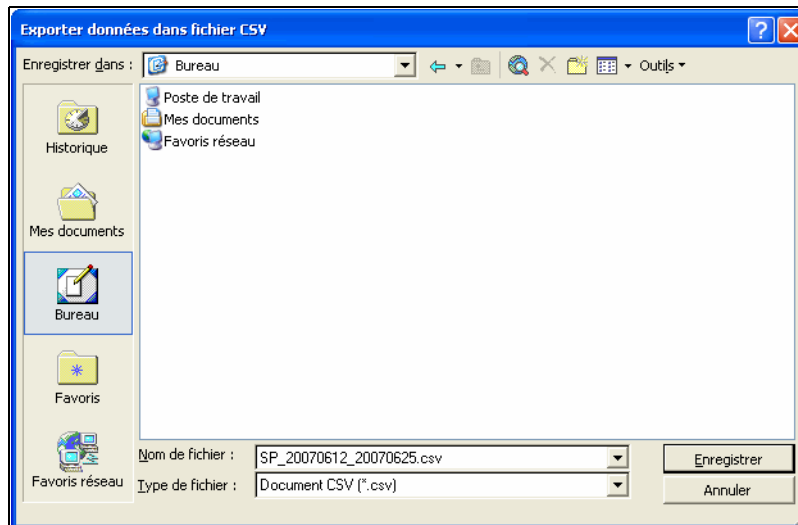 Exporter données dans fichier CSV
Enregistrer dans : Bureau Outils
Poste de travail
Mes documents
Favoris réseau
Historique
Mes documents
Bureau
Favoris
Favoris réseau
Nom de fichier : SP_20070612_20070625.csv Enregistrer
Type de fichier : Document CSV (*.csv) Annuler